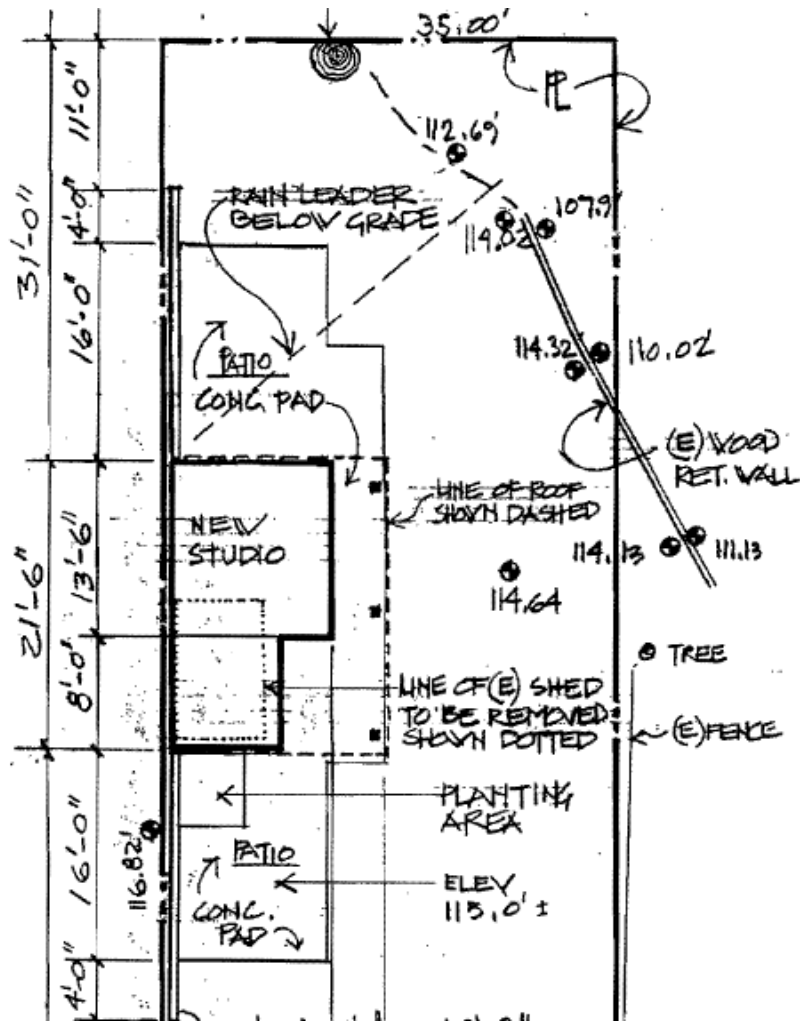 35.00'
11'-0"
PL
112.69'
4'-0"
RAIN LEADER
BELOW GRADE
107.9'
114.02'
31'-0"
16'-0"
114.32'
110.02'
PATIO
CONC. PAD
(E) WOOD
RET. WALL
LINE OF ROOF
SHOWN DASHED
NEW
STUDIO
13'-6"
21'-6"
114.13
111.13
114.64
TREE
8'-0"
LINE OF (E) SHED
TO BE REMOVED
SHOWN DOTTED
(E) FENCE
PLANTING
AREA
116.82'
16'-0"
PATIO
ELEV
115.0' ±
CONC.
PAD
4'-0"